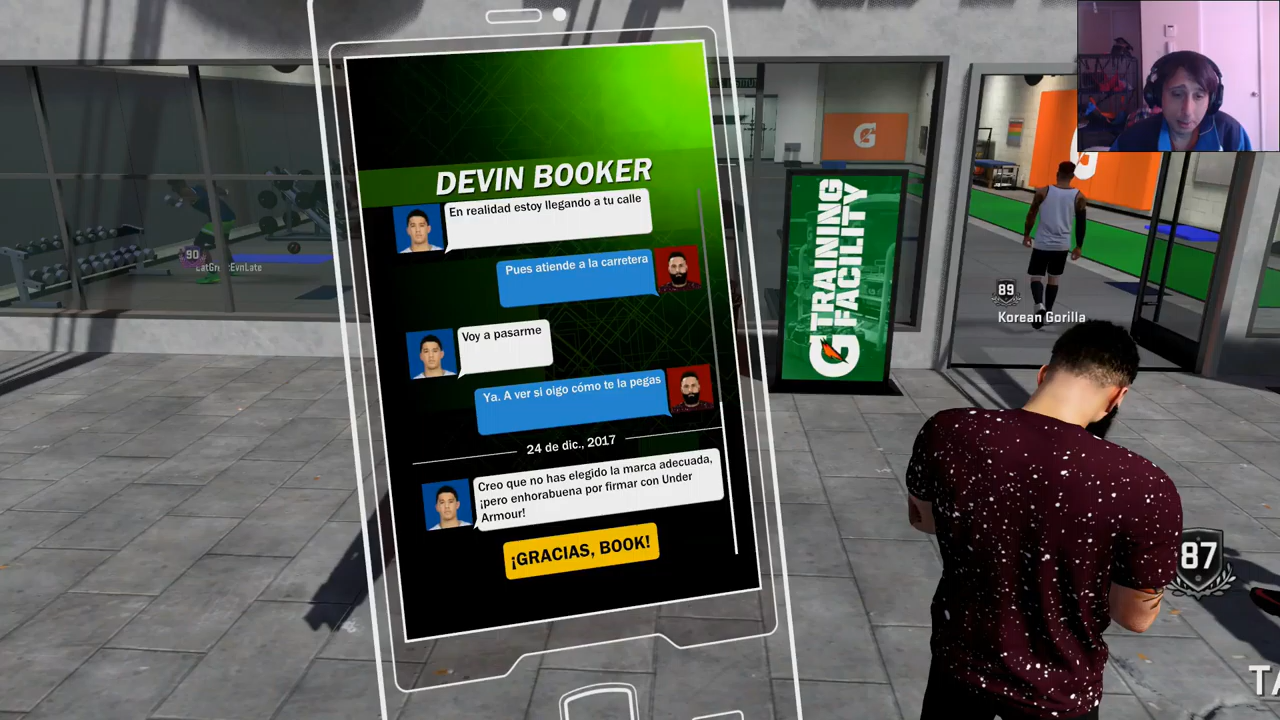 DEVIN BOOKER
En realidad estoy llegando a tu calle
Pues atiende a la carretera
Voy a pasarme
Ya. A ver si oigo cómo te la pegas
24 de dic., 2017
Creo que no has elegido la marca adecuada,
¡pero enhorabuena por firmar con Under
Armour!
¡GRACIAS, BOOK!
G TRAINING
FACILITY
G
G
90
EatGreatEvnLate
89
Korean Gorilla
87